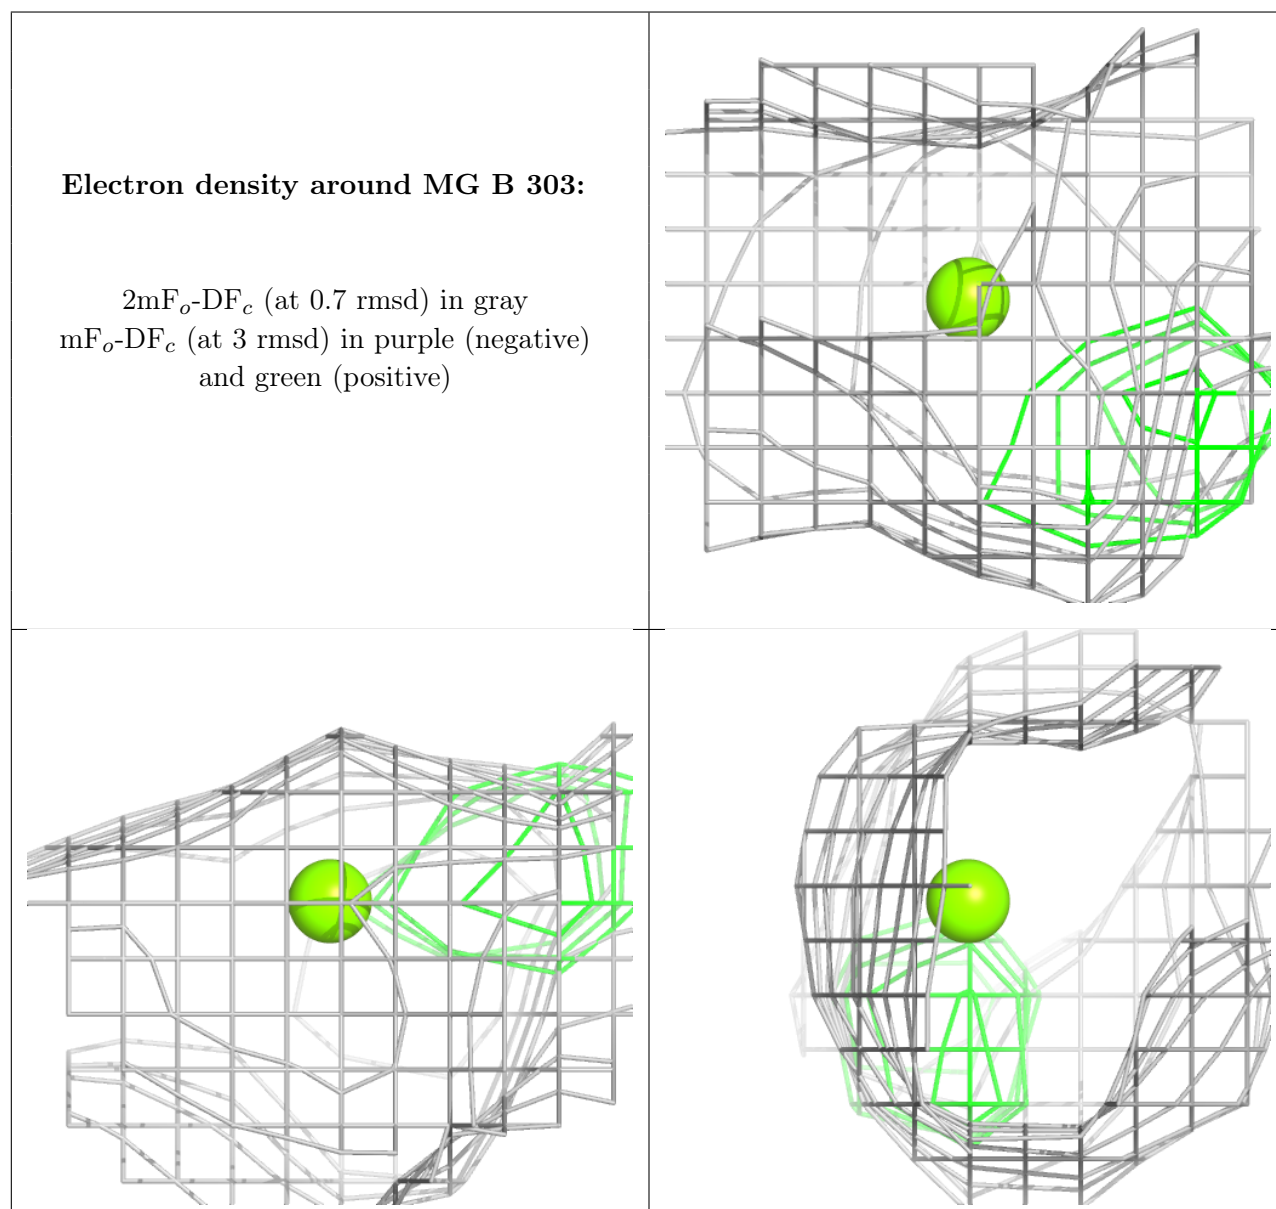 Electron density around MG B 303:
2mFo-DFc (at 0.7 rmsd) in gray
mFo-DFc (at 3 rmsd) in purple (negative)
and green (positive)